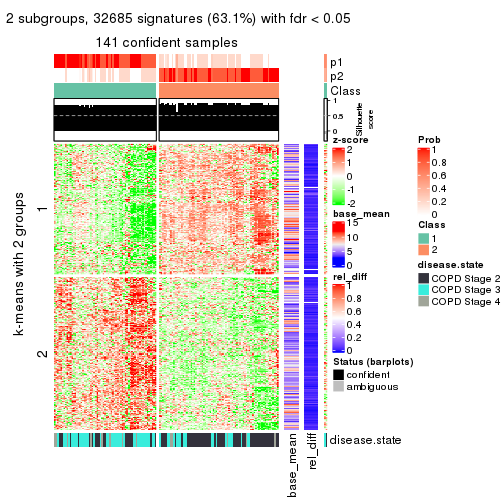 2 subgroups, 32685 signatures (63.1%) with fdr < 0.05
141 confident samples
p1
p2
Class
1
0.5
0
Silhouette
score
k-means with 2 groups
1
2
z-score
2
1
0
-1
-2
base_mean
15
10
5
0
rel_diff
1
0.8
0.6
0.4
0.2
0
Status (barplots)
confident
ambiguous
Prob
1
0.8
0.6
0.4
0.2
0
Class
1
2
disease.state
COPD Stage 2
COPD Stage 3
COPD Stage 4
disease.state
base_mean
rel_diff